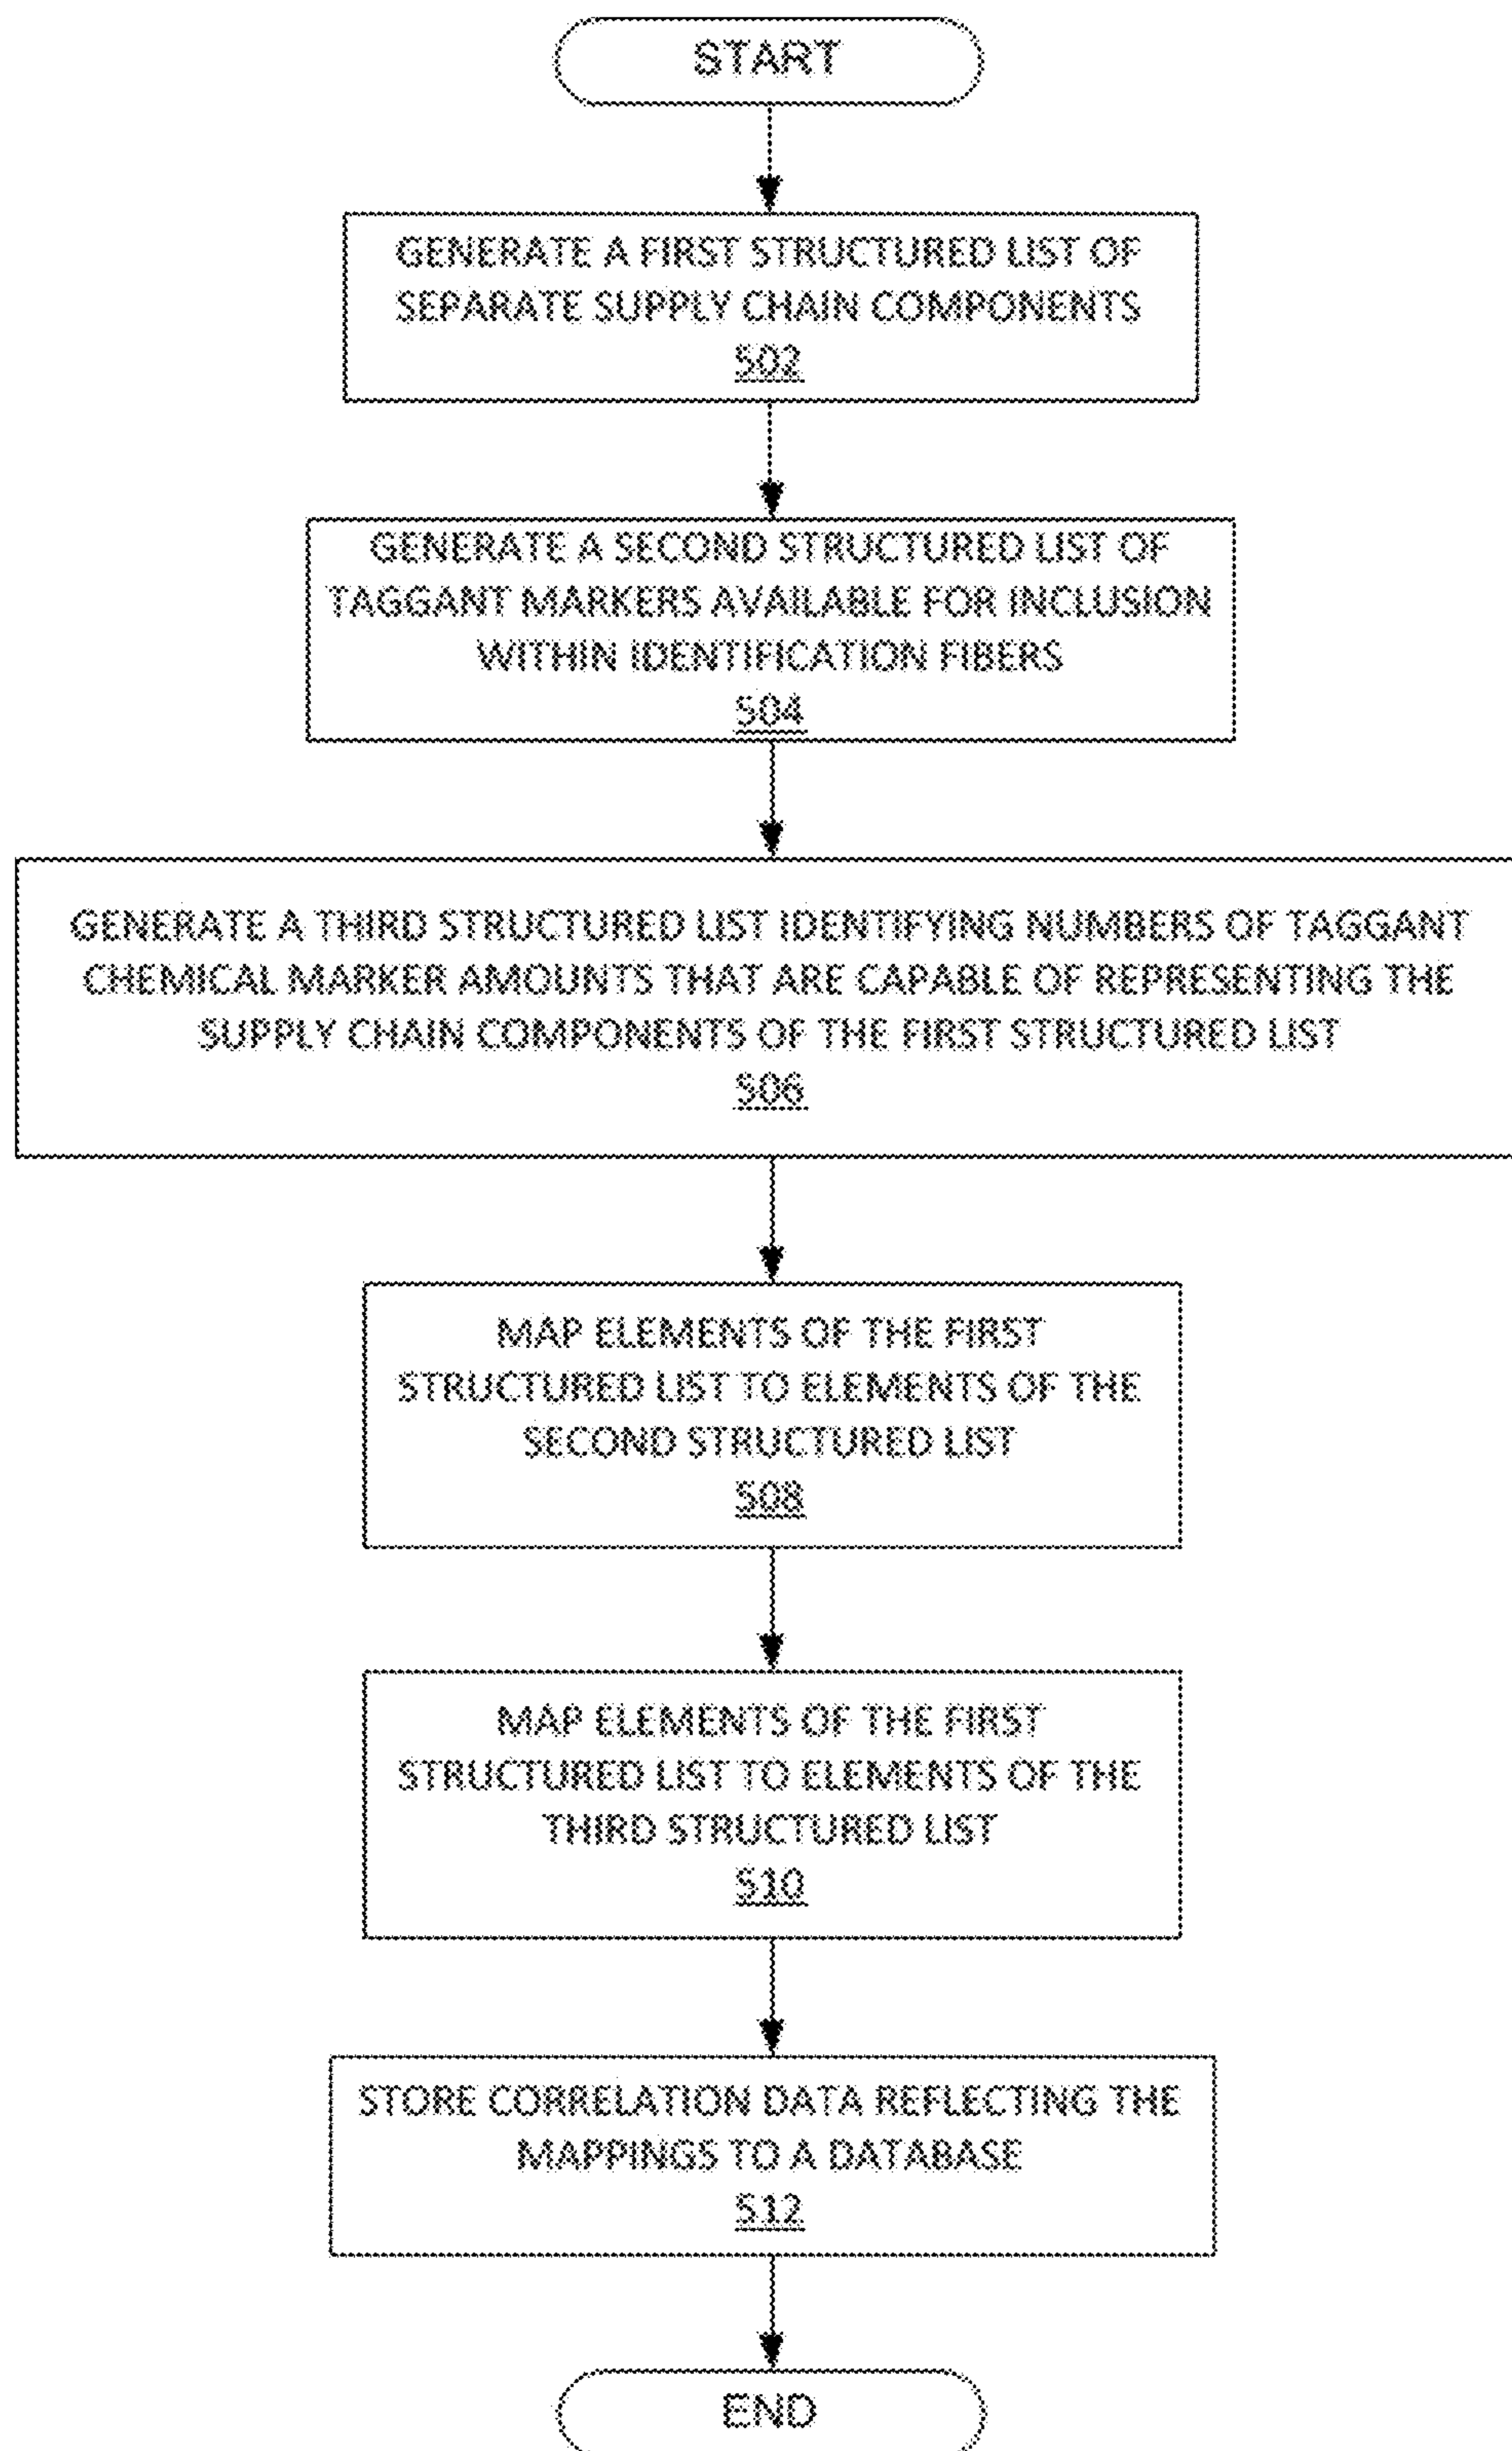 START
GENERATE A FIRST STRUCTURED LIST OF
SEPARATE SUPPLY CHAIN COMPONENTS
502
GENERATE A SECOND STRUCTURED LIST OF
TAGGANT MARKERS AVAILABLE FOR INCLUSION
WITHIN IDENTIFICATION FIBERS
504
GENERATE A THIRD STRUCTURED LIST IDENTIFYING NUMBERS OF TAGGANT
CHEMICAL MARKER AMOUNTS THAT ARE CAPABLE OF REPRESENTING THE
SUPPLY CHAIN COMPONENTS OF THE FIRST STRUCTURED LIST
506
MAP ELEMENTS OF THE FIRST
STRUCTURED LIST TO ELEMENTS OF THE
SECOND STRUCTURED LIST
508
MAP ELEMENTS OF THE FIRST
STRUCTURED LIST TO ELEMENTS OF THE
THIRD STRUCTURED LIST
510
STORE CORRELATION DATA REFLECTING THE
MAPPINGS TO A DATABASE
512
END